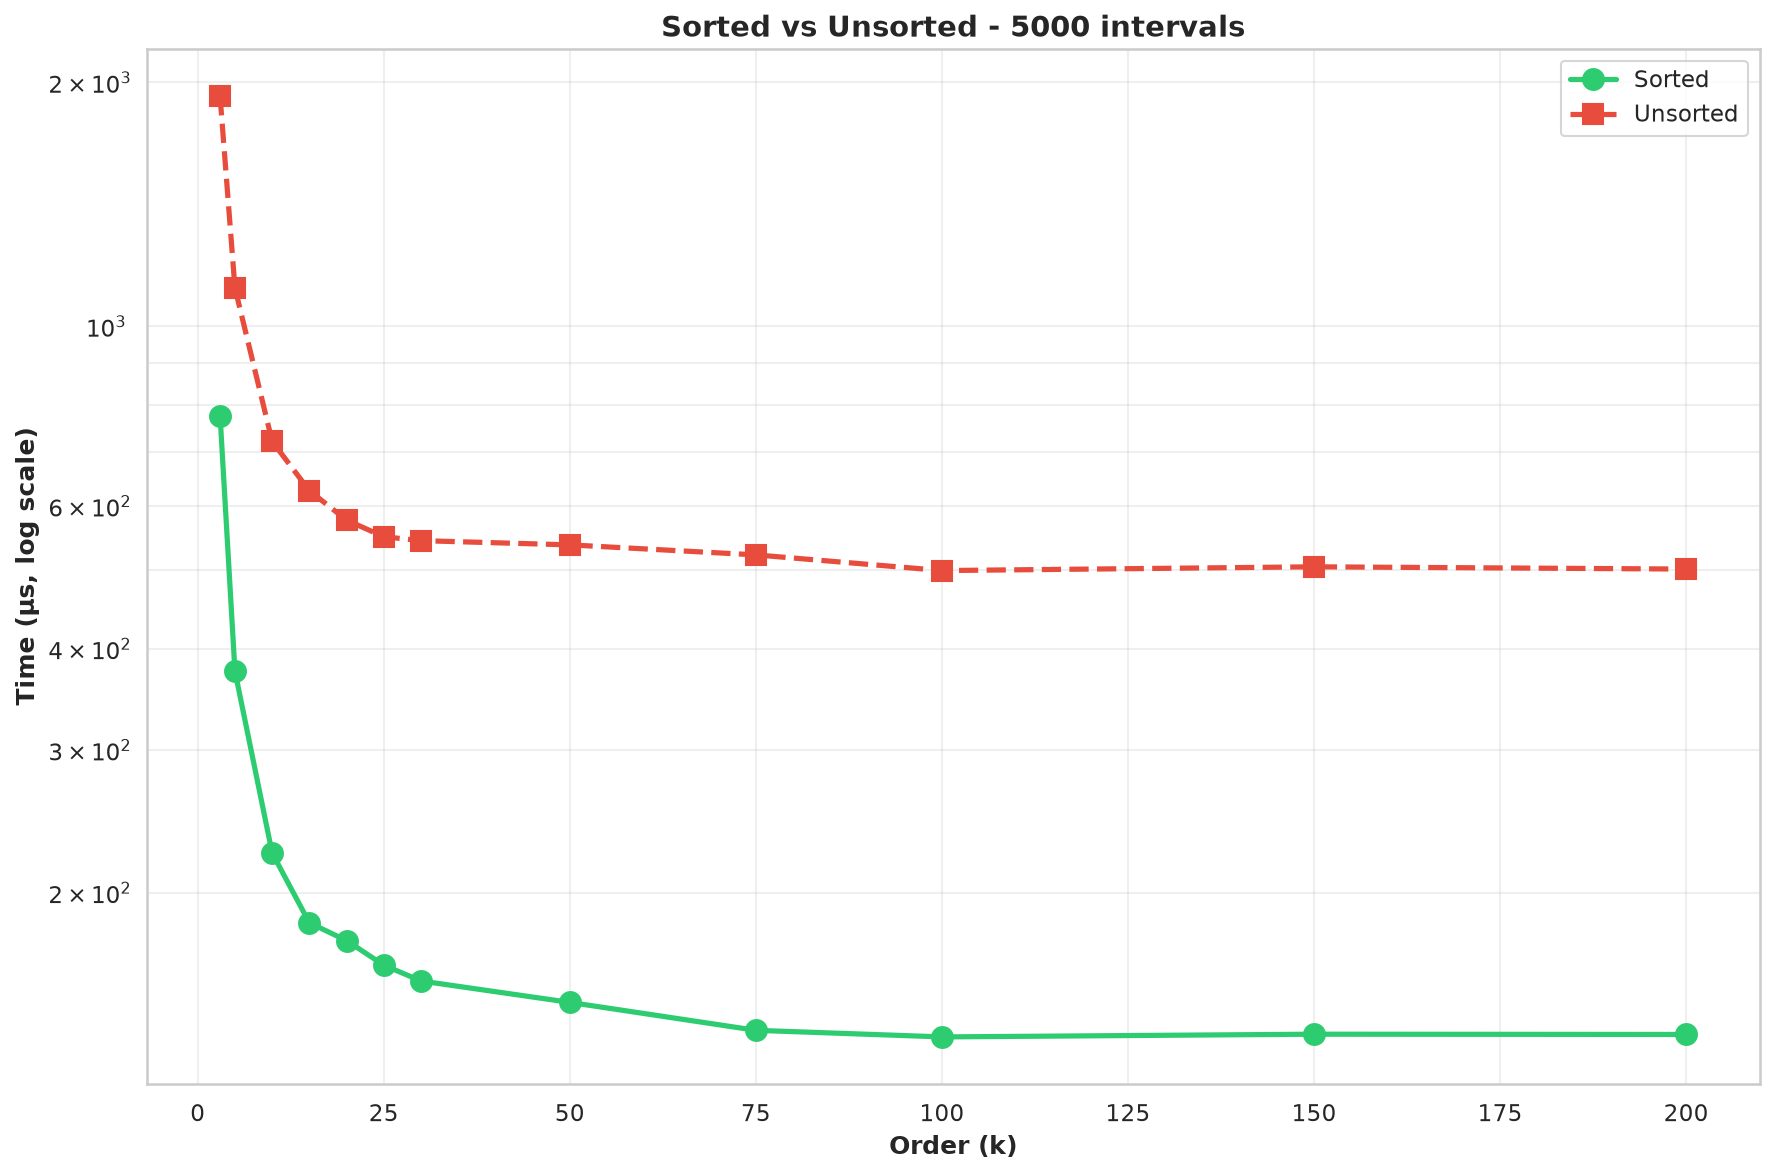 Sorted vs Unsorted - 5000 intervals
Sorted
Unsorted
Time (µs, log scale)
2 × 10³
10³
6 × 10²
4 × 10²
3 × 10²
2 × 10²
0 25 50 75 100 125 150 175 200
Order (k)